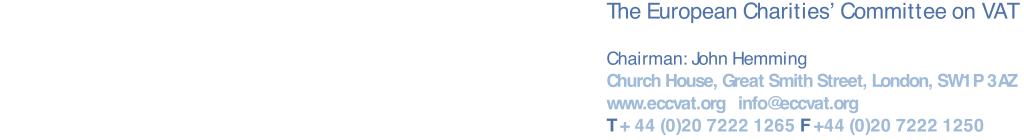 The European Charities' Committee on VAT
Chairman: John Hemming
Church House, Great Smith Street, London, SW1P 3AZ
www.eccvat.org info@eccvat.org
T + 44 (0)20 7222 1265 F +44 (0)20 7222 1250